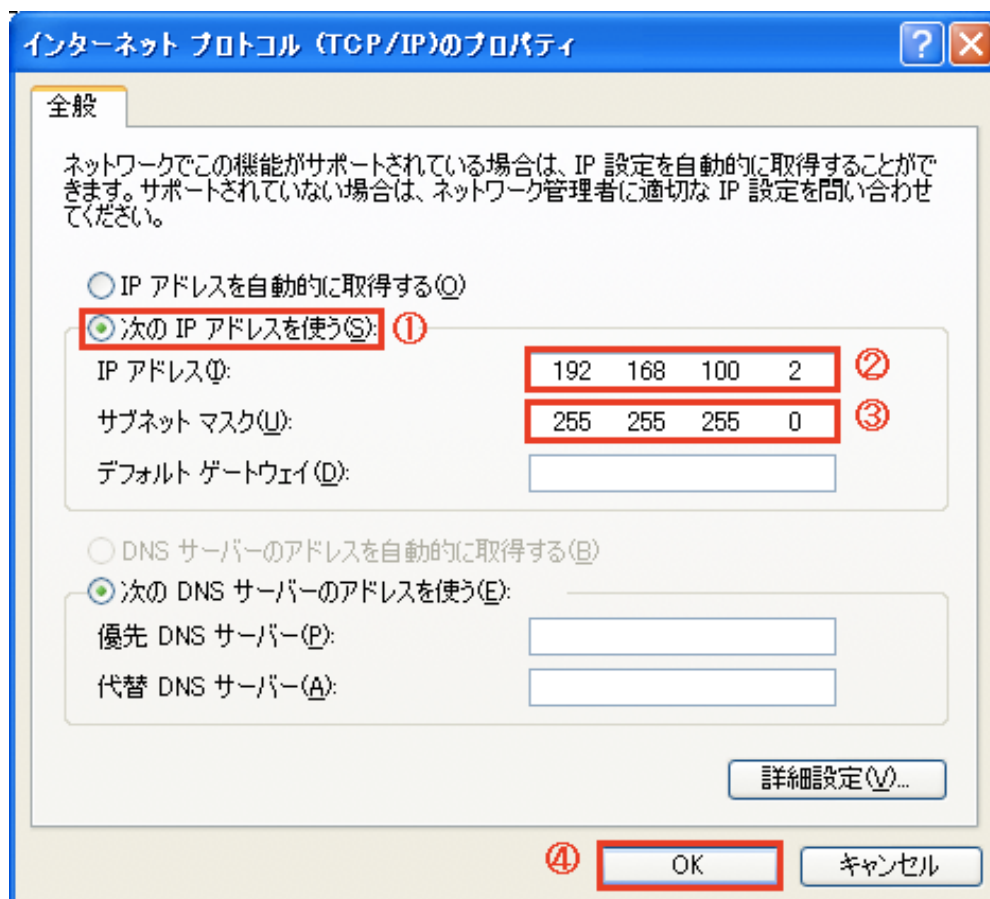 インターネット プロトコル (TCP/IP)のプロパティ
全般
ネットワークでこの機能がサポートされている場合は、IP 設定を自動的に取得することがで
きます。サポートされていない場合は、ネットワーク管理者に適切な IP 設定を問い合わせ
てください。
IP アドレスを自動的に取得する(O)
次の IP アドレスを使う(S): ①
IP アドレス(I): 192 168 100 2 ②
サブネット マスク(U): 255 255 255 0 ③
デフォルト ゲートウェイ(D):
DNS サーバーのアドレスを自動的に取得する(B)
次の DNS サーバーのアドレスを使う(E):
優先 DNS サーバー(P):
代替 DNS サーバー(A):
詳細設定(V)...
④ OK キャンセル